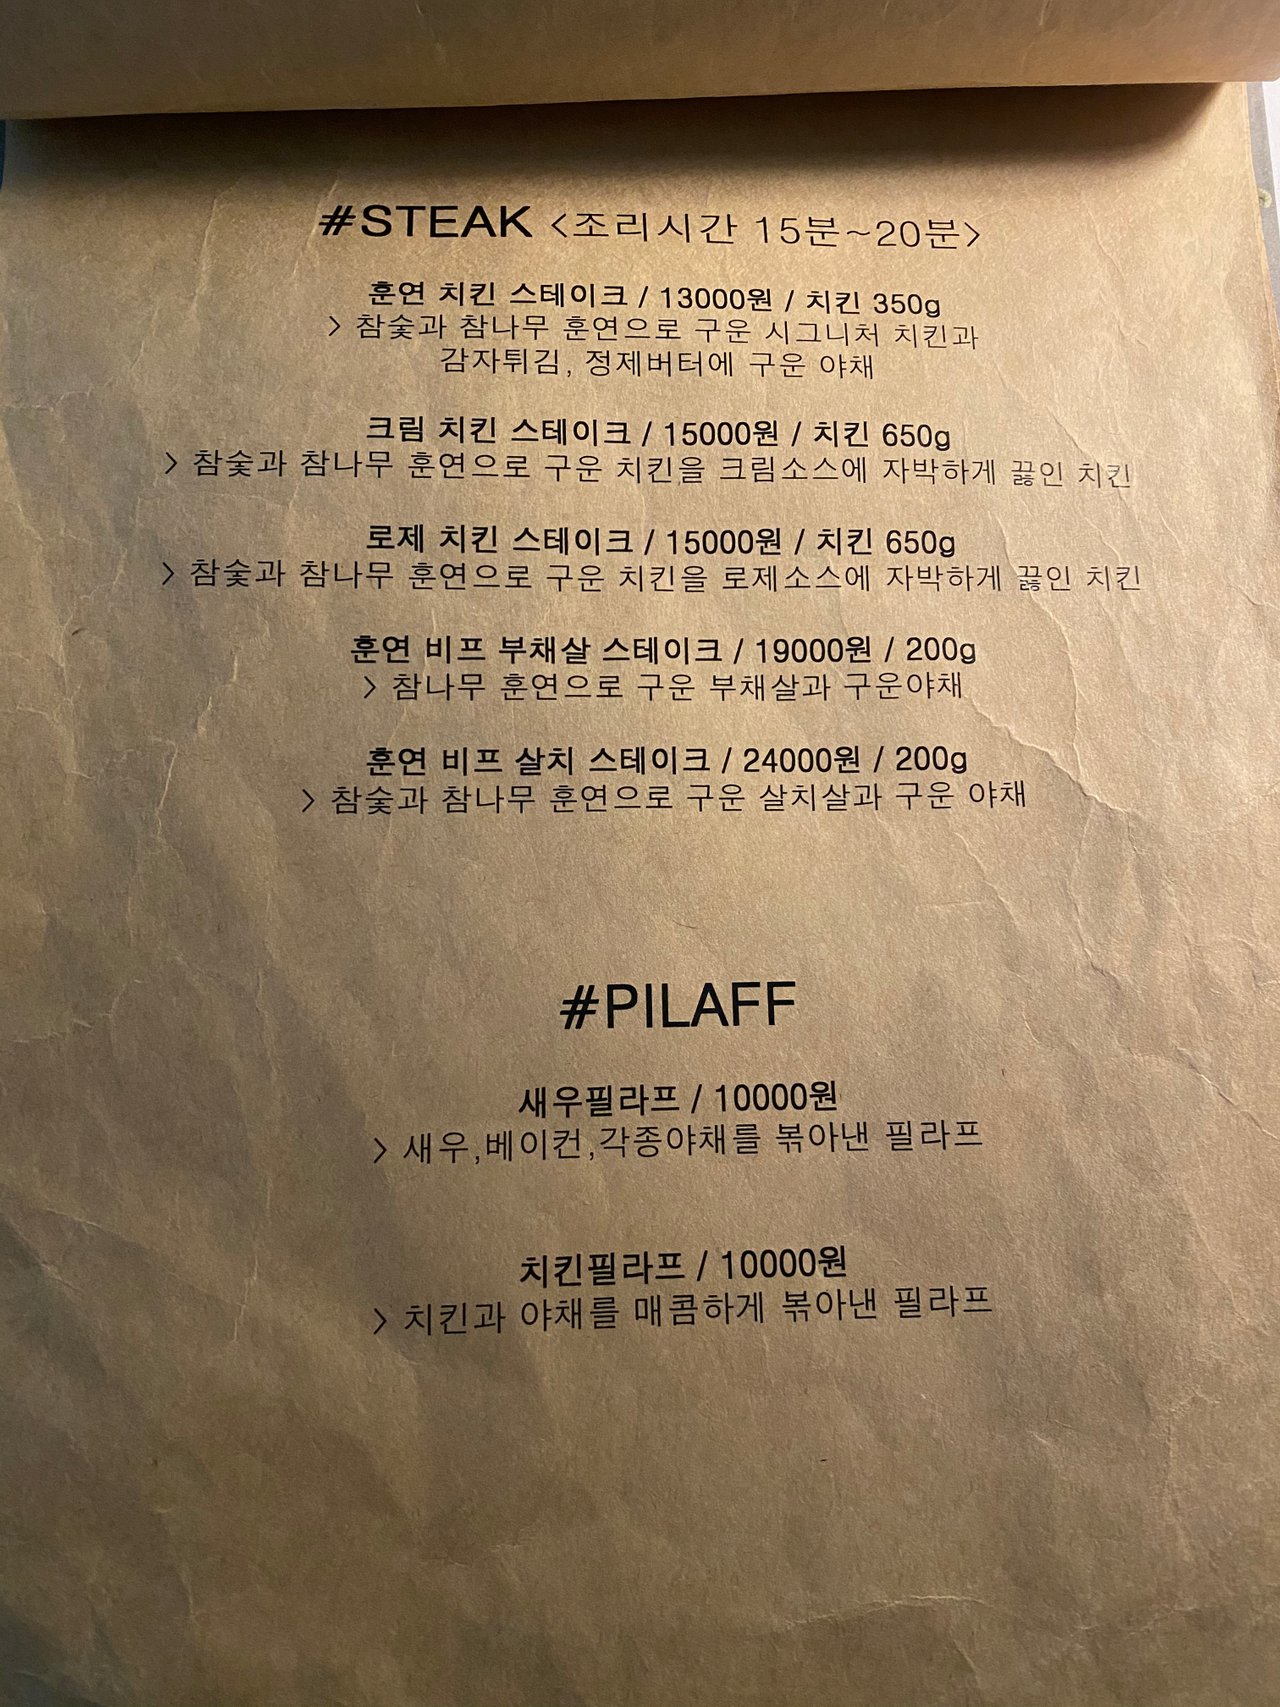 #STEAK <조리시간 15분~20분>
훈연 치킨 스테이크 / 13000원 / 치킨 350g
> 참숯과 참나무 훈연으로 구운 시그니처 치킨과
감자튀김, 정제버터에 구운 야채
크림 치킨 스테이크 / 15000원 / 치킨 650g
> 참숯과 참나무 훈연으로 구운 치킨을 크림소스에 자박하게 끓인 치킨
로제 치킨 스테이크 / 15000원 / 치킨 650g
> 참숯과 참나무 훈연으로 구운 치킨을 로제소스에 자박하게 끓인 치킨
훈연 비프 부채살 스테이크 / 19000원 / 200g
> 참나무 훈연으로 구운 부채살과 구운야채
훈연 비프 살치 스테이크 / 24000원 / 200g
> 참숯과 참나무 훈연으로 구운 살치살과 구운 야채
#PILAFF
새우필라프 / 10000원
> 새우,베이컨,각종야채를 볶아낸 필라프
치킨필라프 / 10000원
> 치킨과 야채를 매콤하게 볶아낸 필라프